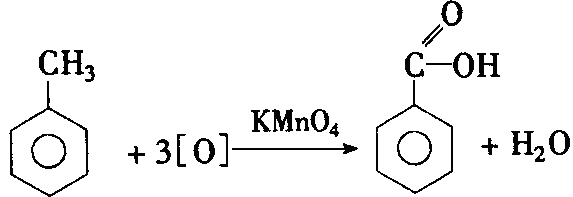 CH₃ + 3[O] KMnO₄ O C—OH + H₂O